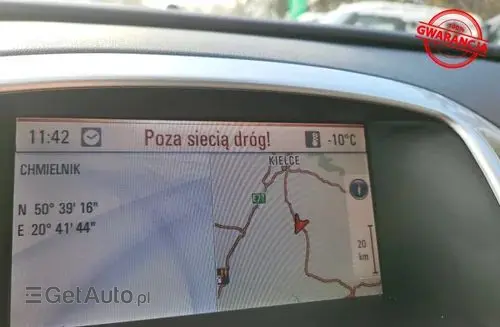 GWARANCJA
11:42 Poza siecią dróg! -10°C
CHMIELNIK
N 50° 39' 16"
E 20° 41' 44"
KIELCE
E77
20
km
GetAuto.pl